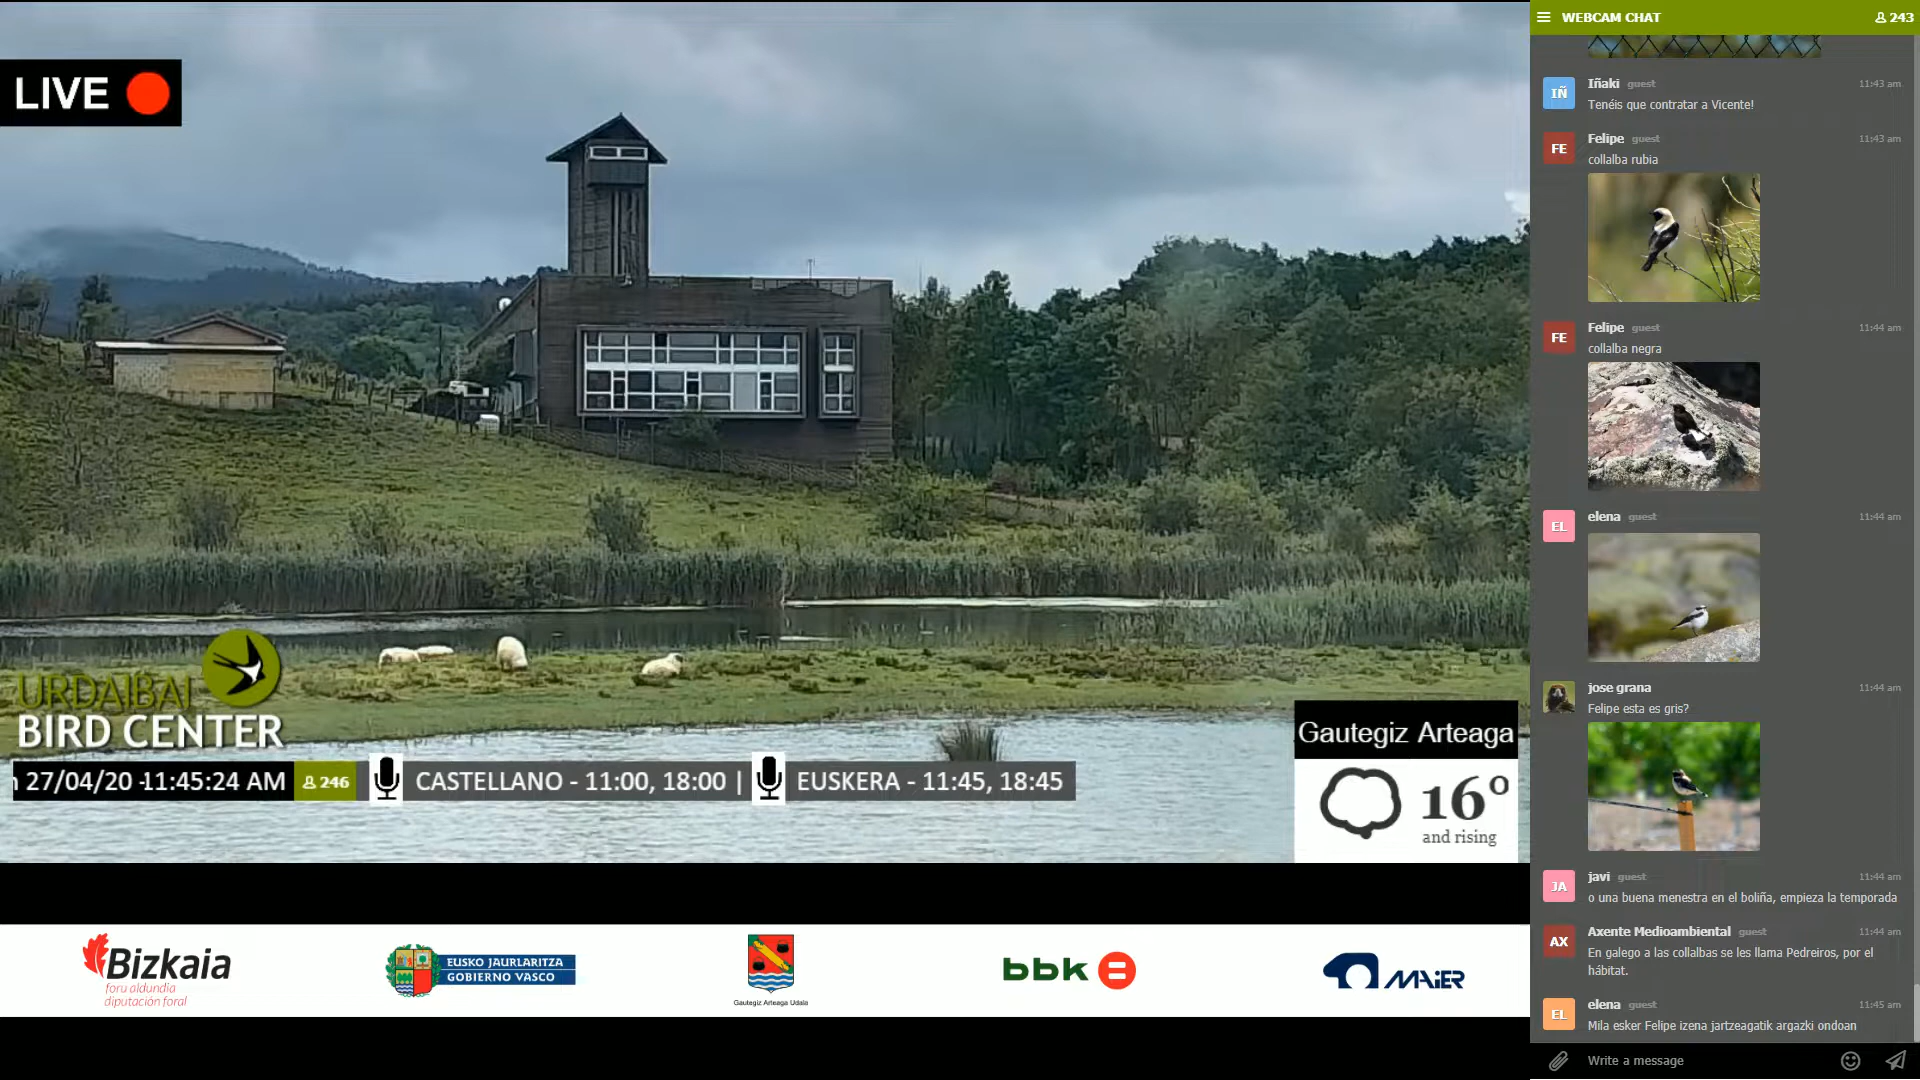 LIVE
URDAIBAI
BIRD CENTER
27/04/20 -11:45:24 AM
246
CASTELLANO - 11:00, 18:00 |
EUSKERA - 11:45, 18:45
Gautegiz Arteaga
16°
and rising
Bizkaia
foru aldundia
diputación foral
EUSKO JAURLARITZA
GOBIERNO VASCO
Gautegiz Arteaga Udala
bbk
MAIER
WEBCAM CHAT
243
IÑ
Iñaki guest 11:43 am
Tenéis que contratar a Vicente!
FE
Felipe guest 11:43 am
collalba rubia
FE
Felipe guest 11:44 am
collalba negra
EL
elena guest 11:44 am
jose grana 11:44 am
Felipe esta es gris?
JA
javi guest 11:44 am
o una buena menestra en el boliña, empieza la temporada
AX
Axente Medioambiental guest 11:44 am
En galego a las collalbas se les llama Pedreiros, por el
hábitat.
EL
elena guest 11:45 am
Mila esker Felipe izena jartzeagatik argazki ondoan
Write a message